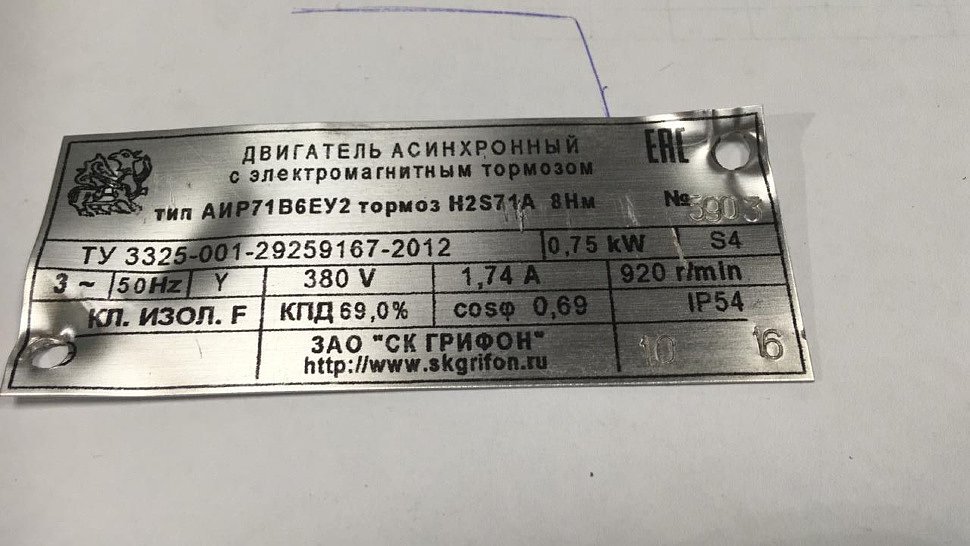 ДВИГАТЕЛЬ АСИНХРОННЫЙ
с электромагнитным тормозом
EAC
тип АИР71В6ЕУ2 тормоз H2S71A 8Нм
№3903
ТУ 3325-001-29259167-2012 0,75 kW S4
3 ~ 50Hz Y 380 V 1,74 A 920 r/min
КЛ. ИЗОЛ. F КПД 69,0% cosφ 0,69 IP54
ЗАО "СК ГРИФОН" 10 16
http://www.skgrifon.ru